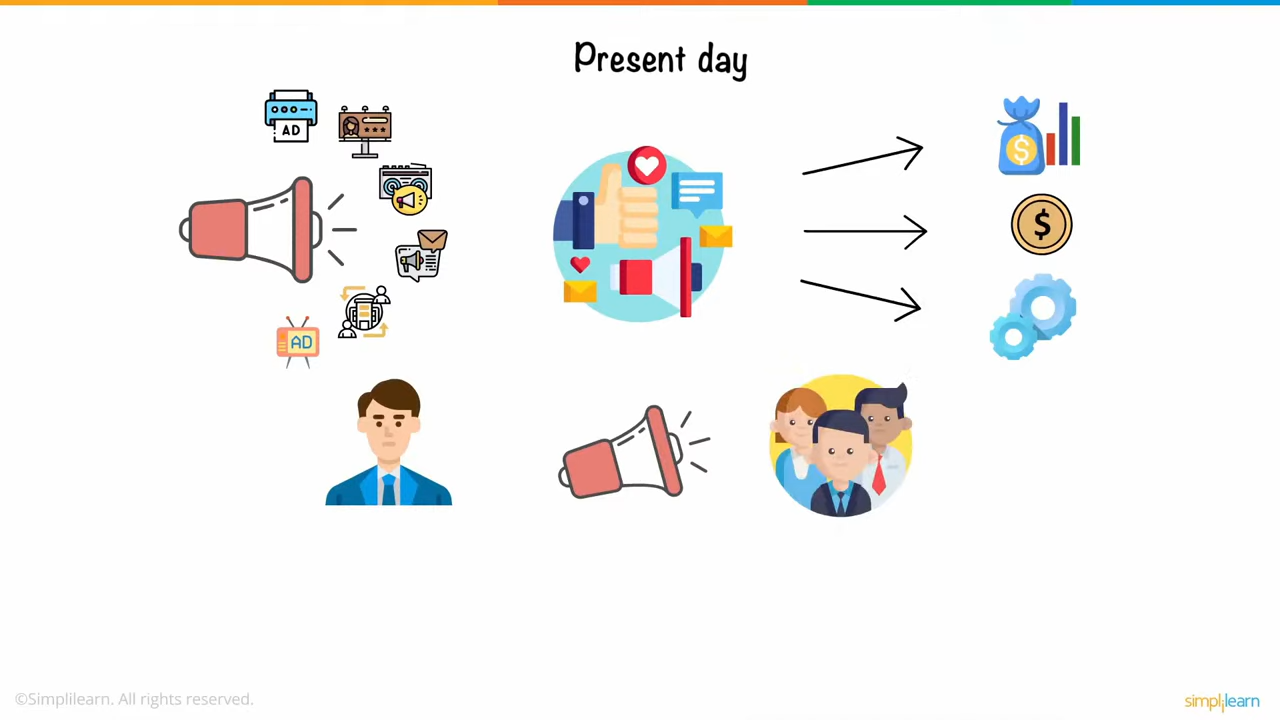 Present day
AD
AD
©Simplilearn. All rights reserved.
simplilearn